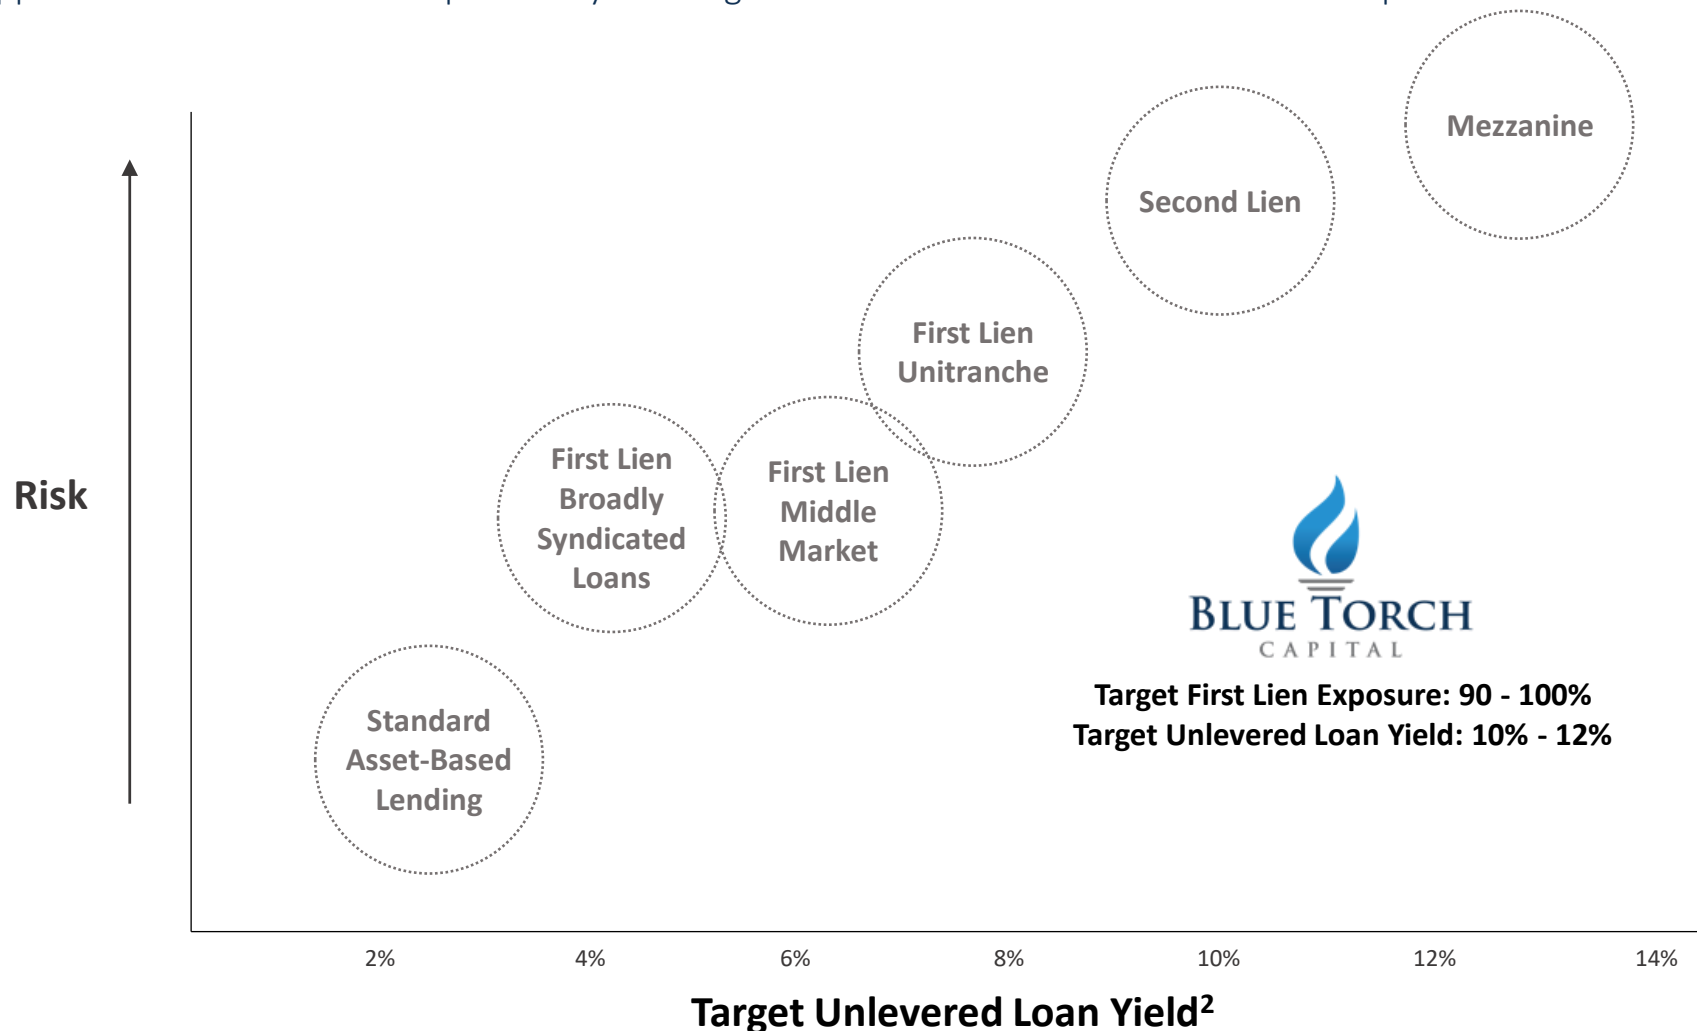 Mezzanine
Second Lien
First Lien
Unitranche
First Lien
Broadly
Syndicated
Loans
First Lien
Middle
Market
Risk
BLUE TORCH
CAPITAL
Target First Lien Exposure: 90 - 100%
Target Unlevered Loan Yield: 10% - 12%
Standard
Asset-Based
Lending
2% 4% 6% 8% 10% 12% 14%
Target Unlevered Loan Yield²